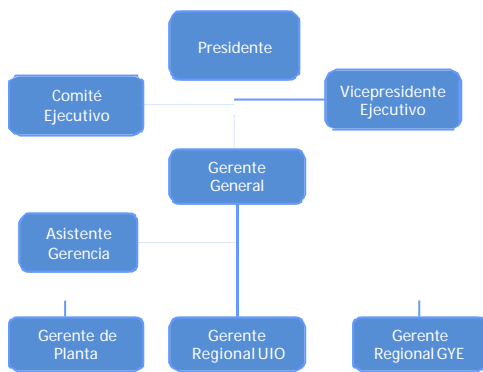 Presidente
Comité
Ejecutivo
Vicepresidente
Ejecutivo
Gerente
General
Asistente
Gerencia
Gerente de
Planta
Gerente
Regional UIO
Gerente
Regional GYE